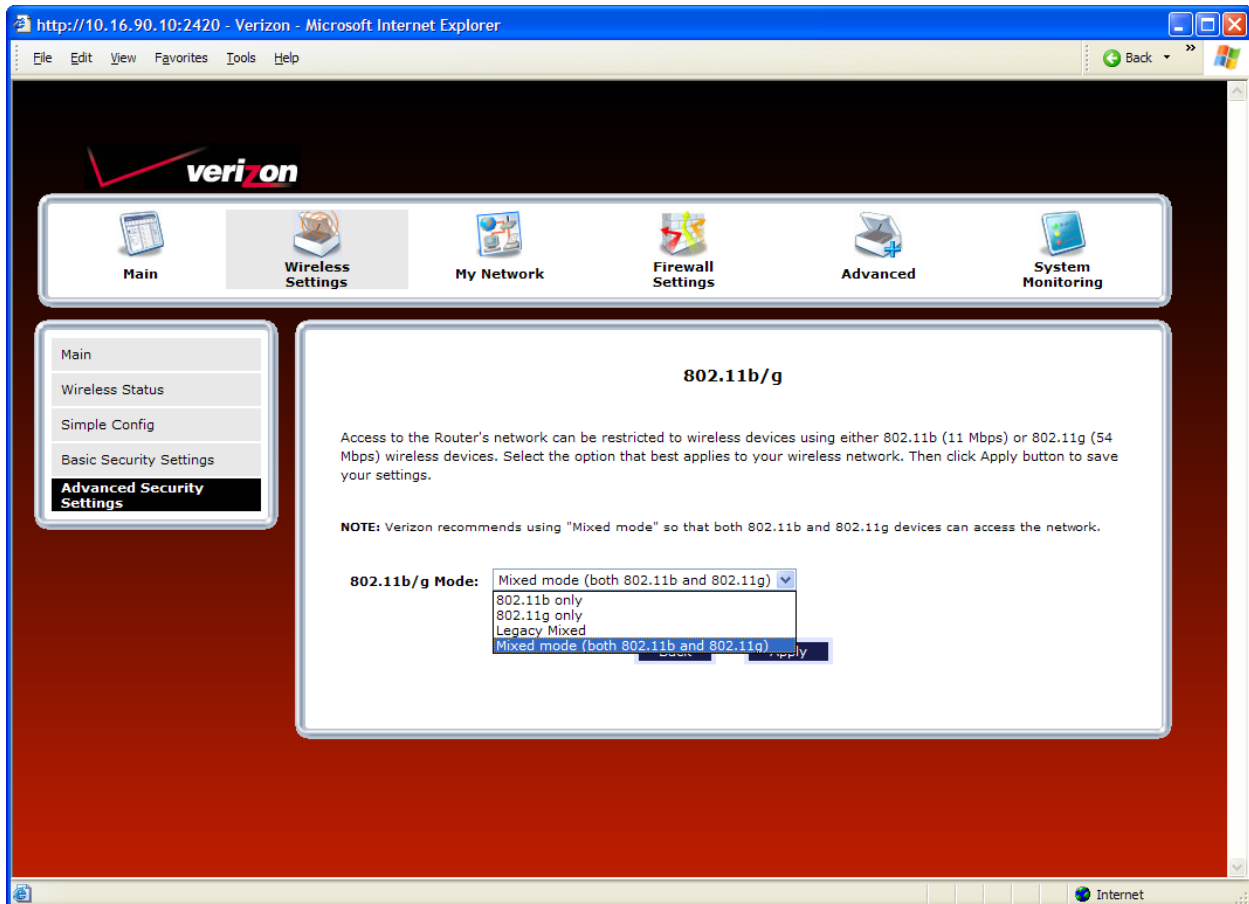 http://10.16.90.10:2420 - Verizon - Microsoft Internet Explorer
File Edit View Favorites Tools Help
Back
verizon
Main
Wireless
Settings
My Network
Firewall
Settings
Advanced
System
Monitoring
Main
Wireless Status
Simple Config
Basic Security Settings
Advanced Security
Settings
802.11b/g
Access to the Router's network can be restricted to wireless devices using either 802.11b (11 Mbps) or 802.11g (54
Mbps) wireless devices. Select the option that best applies to your wireless network. Then click Apply button to save
your settings.
NOTE: Verizon recommends using "Mixed mode" so that both 802.11b and 802.11g devices can access the network.
802.11b/g Mode: Mixed mode (both 802.11b and 802.11g)
802.11b only
802.11g only
Legacy Mixed
Mixed mode (both 802.11b and 802.11g)
Back Apply
Internet